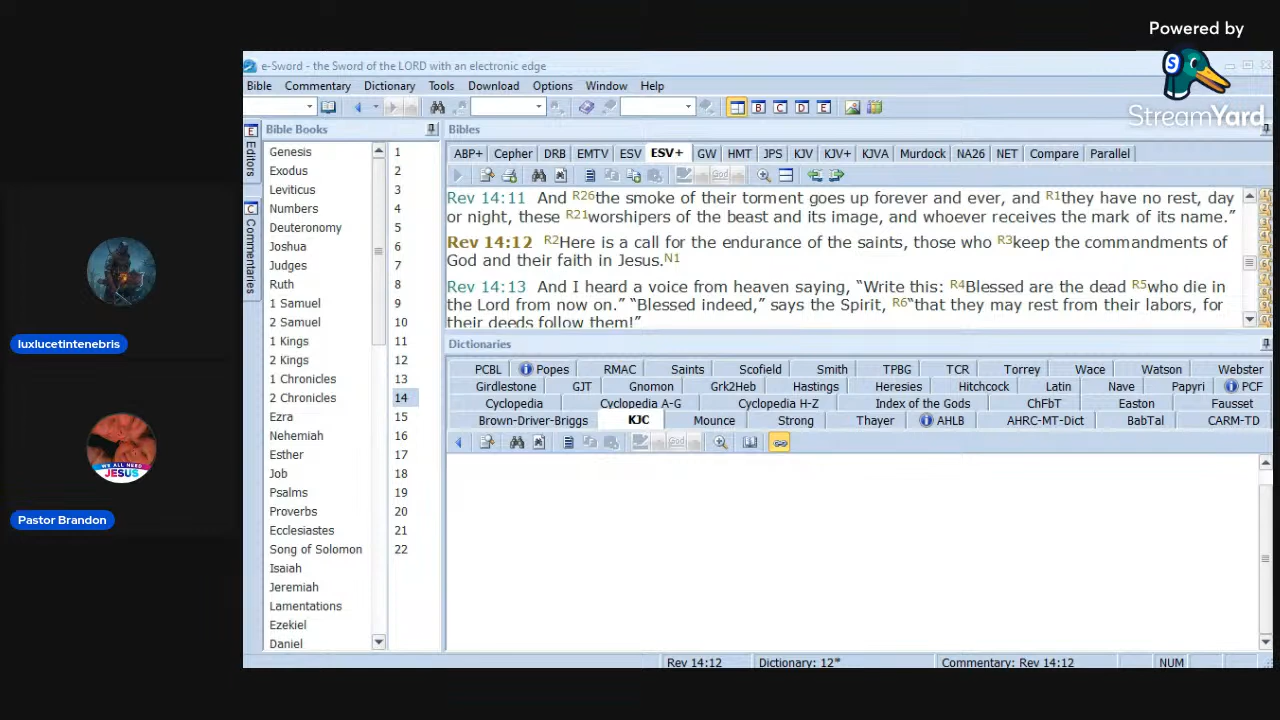 Powered by
StreamYard
e-Sword - the Sword of the LORD with an electronic edge
Bible Commentary Dictionary Tools Download Options Window Help
B C D E
Bible Books
Bibles
E Editors
C Commentaries
Genesis 1
Exodus 2
Leviticus 3
Numbers 4
Deuteronomy 5
Joshua 6
Judges 7
Ruth 8
1 Samuel 9
2 Samuel 10
1 Kings 11
2 Kings 12
1 Chronicles 13
2 Chronicles 14
Ezra 15
Nehemiah 16
Esther 17
Job 18
Psalms 19
Proverbs 20
Ecclesiastes 21
Song of Solomon 22
Isaiah
Jeremiah
Lamentations
Ezekiel
Daniel
ABP+ Cepher DRB EMTV ESV ESV+ GW HMT JPS KJV KJV+ KJVA Murdock NA26 NET Compare Parallel
Rev 14:11 And R26the smoke of their torment goes up forever and ever, and R1they have no rest, day
or night, these R21worshipers of the beast and its image, and whoever receives the mark of its name.”
Rev 14:12 R2Here is a call for the endurance of the saints, those who R3keep the commandments of
God and their faith in Jesus.N1
Rev 14:13 And I heard a voice from heaven saying, “Write this: R4Blessed are the dead R5who die in
the Lord from now on.” “Blessed indeed,” says the Spirit, R6“that they may rest from their labors, for
their deeds follow them!”
Dictionaries
PCBL Popes RMAC Saints Scofield Smith TPBG TCR Torrey Wace Watson Webster
Girdlestone GJT Gnomon Grk2Heb Hastings Heresies Hitchcock Latin Nave Papyri PCF
Cyclopedia Cyclopedia A-G Cyclopedia H-Z Index of the Gods ChFbT Easton Fausset
Brown-Driver-Briggs KJC Mounce Strong Thayer AHLB AHRC-MT-Dict BabTal CARM-TD
Rev 14:12 Dictionary: 12* Commentary: Rev 14:12 NUM
luxlucetintenebris
WE ALL NEED
JESUS
Pastor Brandon